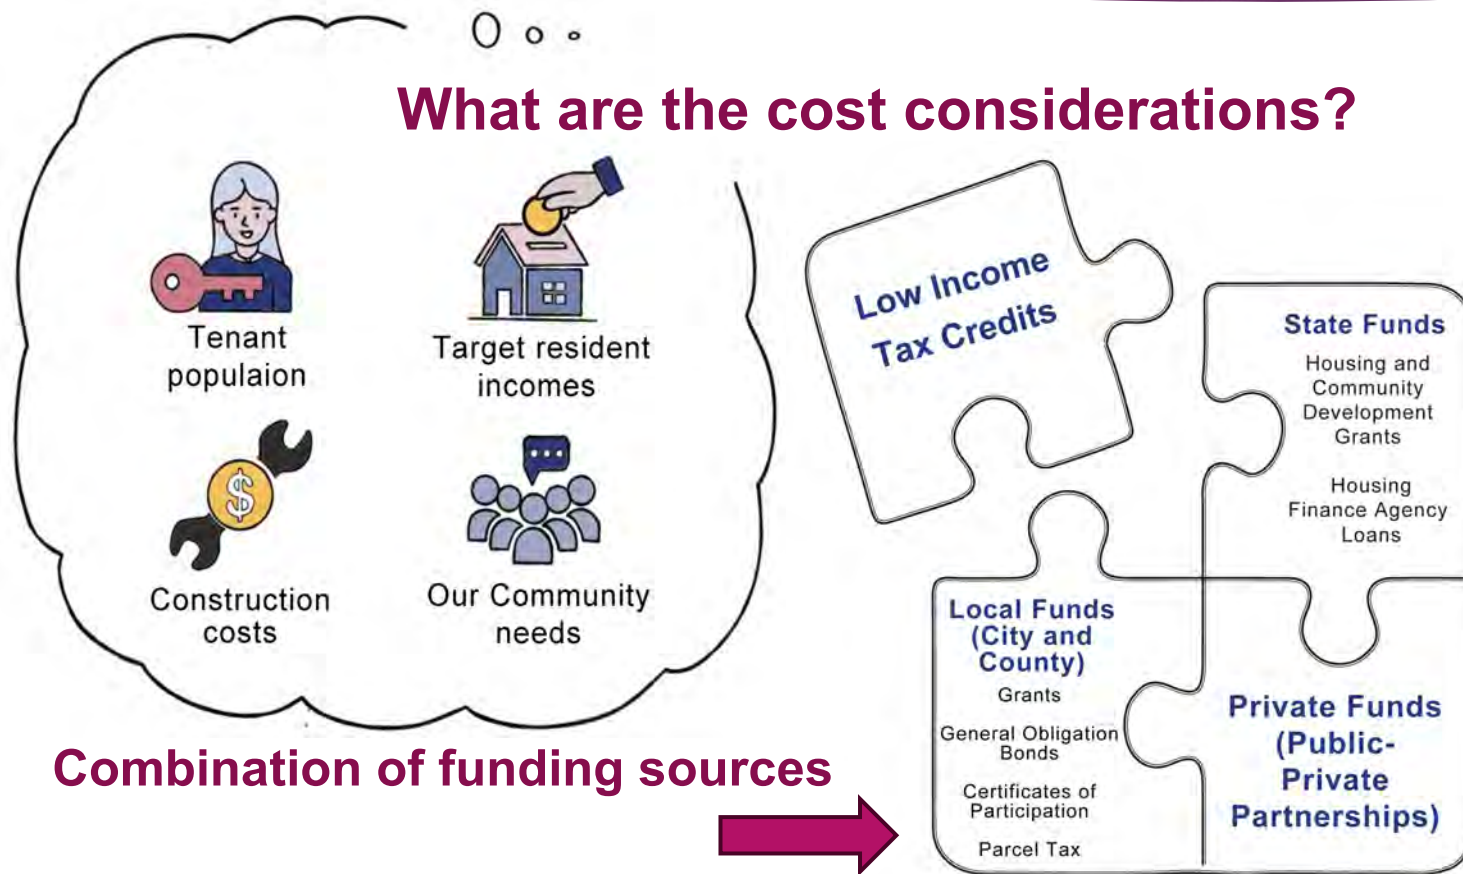 What are the cost considerations?
Tenant
populaion
Target resident
incomes
$
Construction
costs
Our Community
needs
Combination of funding sources
Low Income
Tax Credits
State Funds
Housing and
Community
Development
Grants
Housing
Finance Agency
Loans
Local Funds
(City and
County)
Grants
General Obligation
Bonds
Certificates of
Participation
Parcel Tax
Private Funds
(Public-
Private
Partnerships)